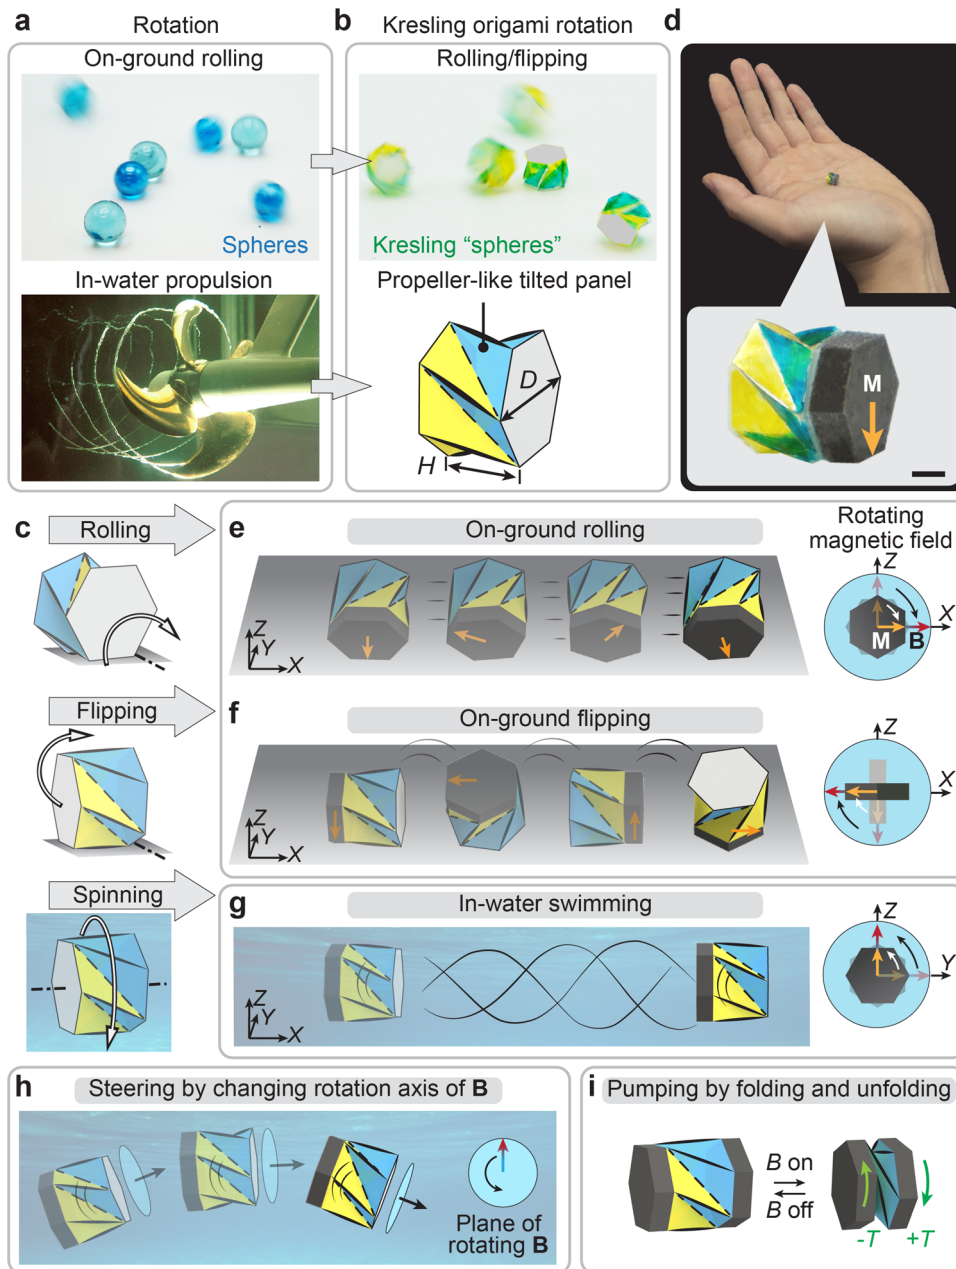 a
Rotation
On-ground rolling
Spheres
In-water propulsion
b
Kresling origami rotation
Rolling/flipping
Kresling “spheres”
Propeller-like tilted panel
D
H
d
M
c
Rolling
Flipping
Spinning
e
On-ground rolling
Z
Y
X
Rotating
magnetic field
Z
X
M
B
f
On-ground flipping
Z
Y
X
Z
X
g
In-water swimming
Z
Y
X
Z
Y
h
Steering by changing rotation axis of B
Plane of
rotating B
i
Pumping by folding and unfolding
B on
B off
-T
+T